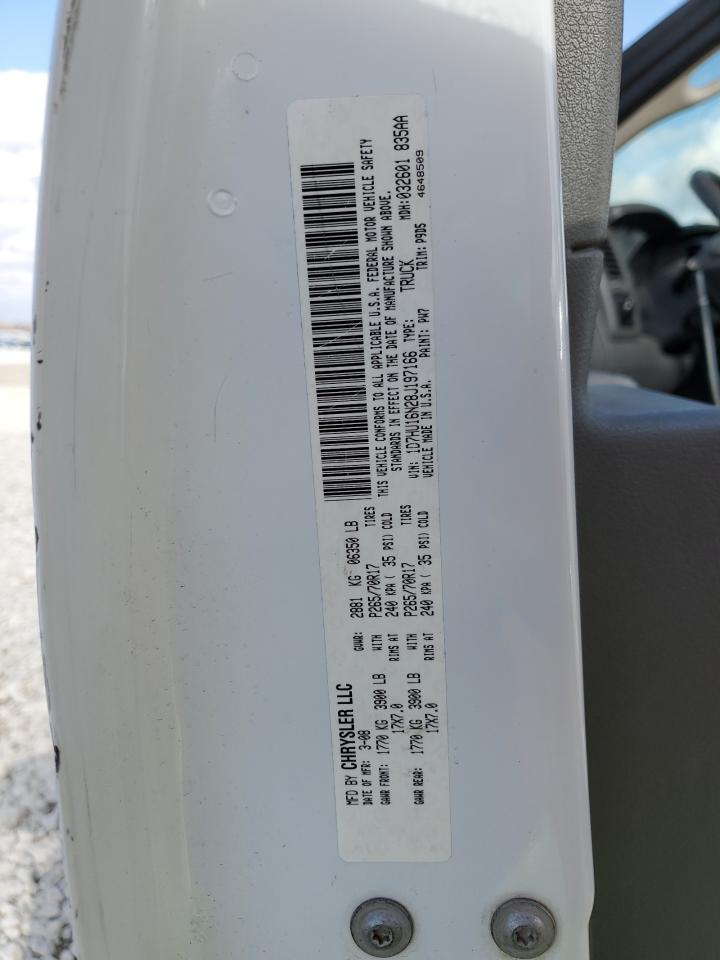 MFD BY CHRYSLER LLC
DATE OF MFR: 3-08 GVWR: 2881 KG 06350 LB
GAWR FRONT: 1770 KG 3900 LB WITH P265/70R17 TIRES
17X7.0 RIMS AT 240 KPA ( 35 PSI) COLD
GAWR REAR: 1770 KG 3900 LB WITH P265/70R17 TIRES
17X7.0 RIMS AT 240 KPA ( 35 PSI) COLD
THIS VEHICLE CONFORMS TO ALL APPLICABLE U.S.A. FEDERAL MOTOR VEHICLE SAFETY
STANDARDS IN EFFECT ON THE DATE OF MANUFACTURE SHOWN ABOVE.
VIN: 1D7HU16N28J197166 TYPE: TRUCK MDH: 032601 835AA
VEHICLE MADE IN U.S.A. PAINT: PW7 TRIM: P9D5 4648509